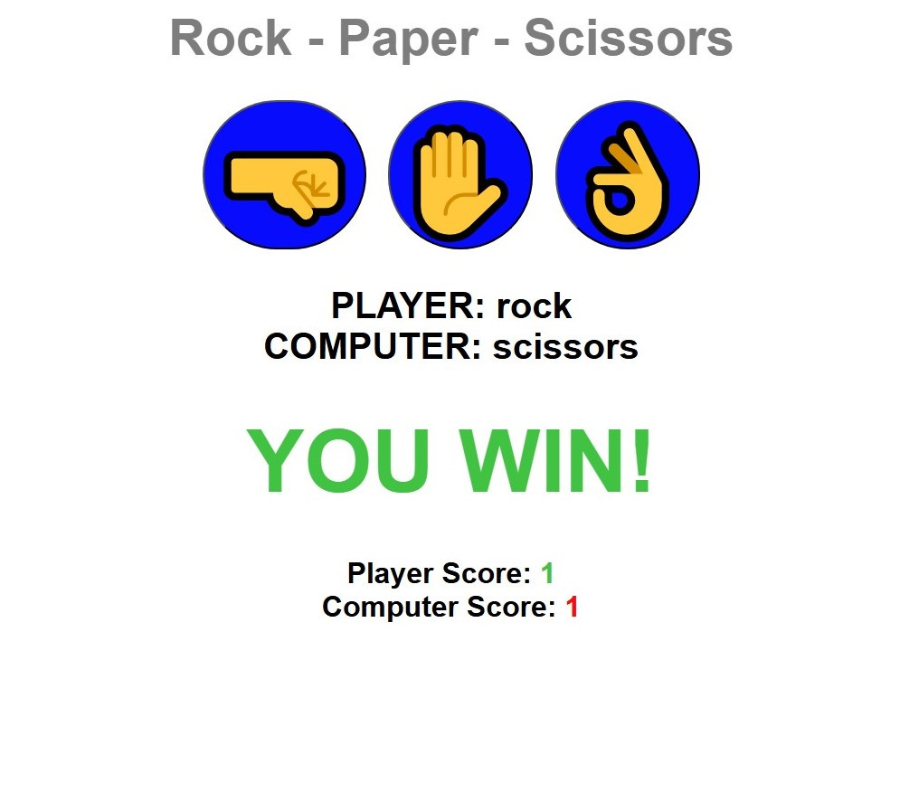 Rock - Paper - Scissors
PLAYER: rock
COMPUTER: scissors
YOU WIN!
Player Score: 1
Computer Score: 1